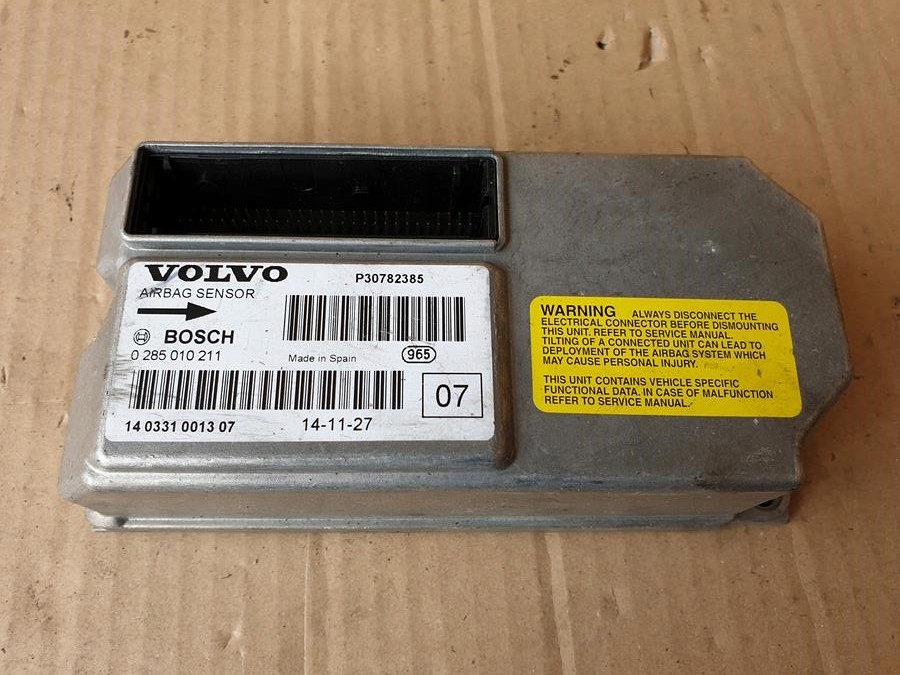 VOLVO
P30782385
AIRBAG SENSOR
BOSCH
0 285 010 211
Made in Spain
965
07
14 0331 0013 07
14-11-27
WARNING ALWAYS DISCONNECT THE
ELECTRICAL CONNECTOR BEFORE DISMOUNTING
THIS UNIT. REFER TO SERVICE MANUAL.
TILTING OF A CONNECTED UNIT CAN LEAD TO
DEPLOYMENT OF THE AIRBAG SYSTEM WHICH
MAY CAUSE PERSONAL INJURY.
THIS UNIT CONTAINS VEHICLE SPECIFIC
FUNCTIONAL DATA. IN CASE OF MALFUNCTION
REFER TO SERVICE MANUAL.